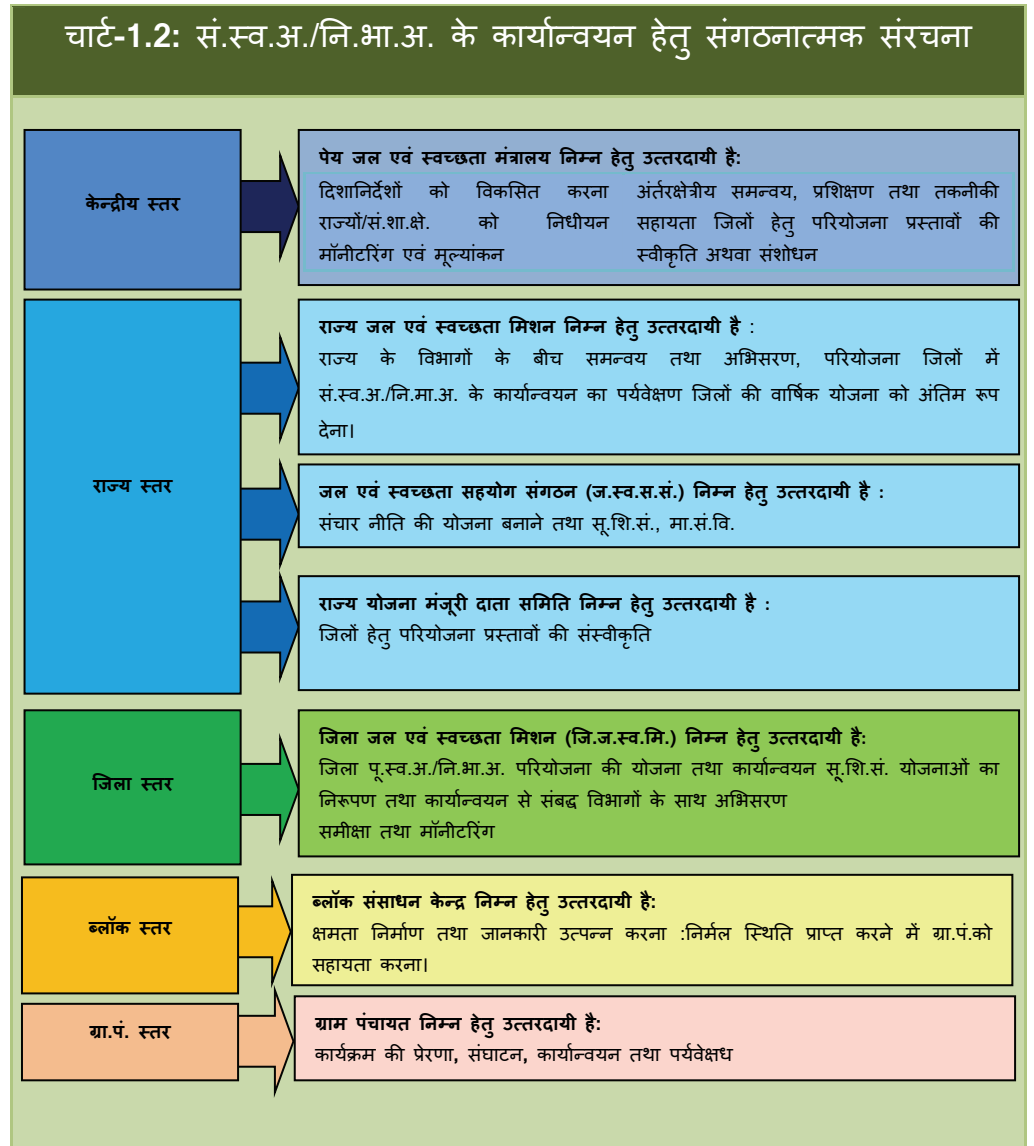 चार्ट-1.2: सं.स्व.अ./नि.भा.अ. के कार्यान्वयन हेतु संगठनात्मक संरचना
केन्द्रीय स्तर
पेय जल एवं स्वच्छता मंत्रालय निम्न हेतु उत्तरदायी है:
दिशानिर्देशों को विकसित करना
राज्यों/सं.शा.क्षे. को निधीयन
मॉनीटरिंग एवं मूल्यांकन
अंर्तरक्षेत्रीय समन्वय, प्रशिक्षण तथा तकनीकी
सहायता जिलों हेतु परियोजना प्रस्तावों की
स्वीकृति अथवा संशोधन
राज्य स्तर
राज्य जल एवं स्वच्छता मिशन निम्न हेतु उत्तरदायी है :
राज्य के विभागों के बीच समन्वय तथा अभिसरण, परियोजना जिलों में
सं.स्व.अ./नि.मा.अ. के कार्यान्वयन का पर्यवेक्षण जिलों की वार्षिक योजना को अंतिम रूप
देना।
जल एवं स्वच्छता सहयोग संगठन (ज.स्व.स.सं.) निम्न हेतु उत्तरदायी है :
संचार नीति की योजना बनाने तथा सू.शि.सं., मा.सं.वि.
राज्य योजना मंजूरी दाता समिति निम्न हेतु उत्तरदायी है :
जिलों हेतु परियोजना प्रस्तावों की संस्वीकृति
जिला स्तर
जिला जल एवं स्वच्छता मिशन (जि.ज.स्व.मि.) निम्न हेतु उत्तरदायी है:
जिला पू.स्व.अ./नि.भा.अ. परियोजना की योजना तथा कार्यान्वयन सू.शि.सं. योजनाओं का
निरूपण तथा कार्यान्वयन से संबद्ध विभागों के साथ अभिसरण
समीक्षा तथा मॉनीटरिंग
ब्लॉक स्तर
ब्लॉक संसाधन केन्द्र निम्न हेतु उत्तरदायी है:
क्षमता निर्माण तथा जानकारी उत्पन्न करना :निर्मल स्थिति प्राप्त करने में ग्रा.पं.को
सहायता करना।
ग्रा.पं. स्तर
ग्राम पंचायत निम्न हेतु उत्तरदायी है:
कार्यक्रम की प्रेरणा, संघाटन, कार्यान्वयन तथा पर्यवेक्षध